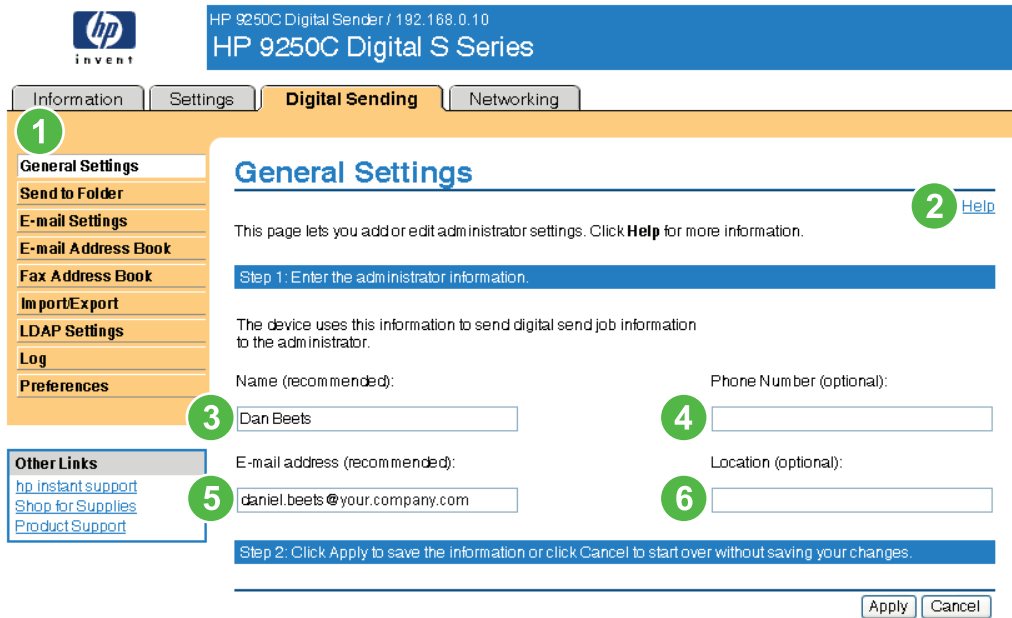 hp
invent
HP 9250C Digital Sender / 192.168.0.10
HP 9250C Digital S Series
Information
Settings
Digital Sending
Networking
1
General Settings
Send to Folder
E-mail Settings
E-mail Address Book
Fax Address Book
Import/Export
LDAP Settings
Log
Preferences
Other Links
hp instant support
Shop for Supplies
Product Support
General Settings
2
Help
This page lets you add or edit administrator settings. Click Help for more information.
Step 1: Enter the administrator information.
The device uses this information to send digital send job information
to the administrator.
Name (recommended):
Phone Number (optional):
3
Dan Beets
4
E-mail address (recommended):
Location (optional):
5
daniel.beets@your.company.com
6
Step 2: Click Apply to save the information or click Cancel to start over without saving your changes.
Apply
Cancel